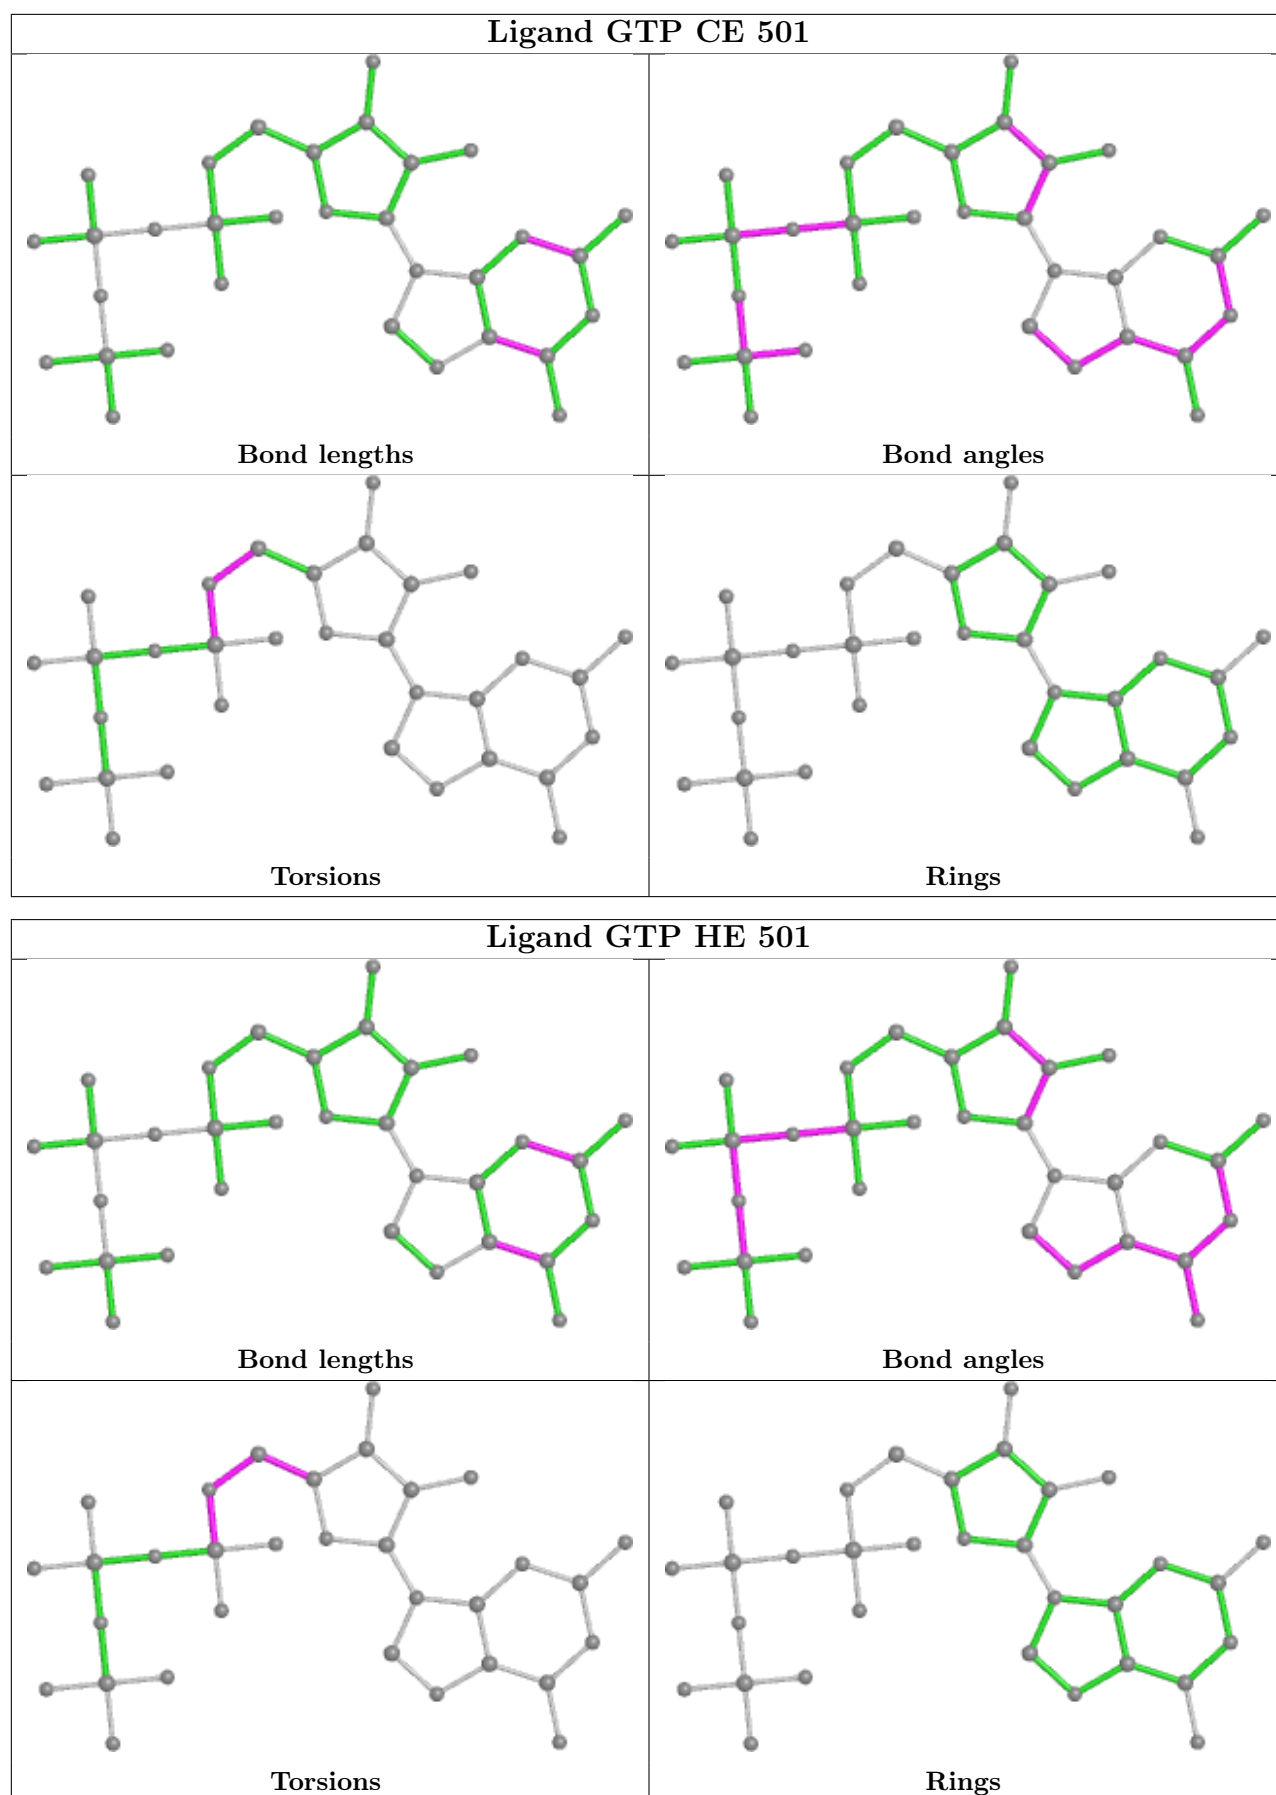 Ligand GTP CE 501
Bond lengths
Bond angles
Torsions
Rings
Ligand GTP HE 501
Bond lengths
Bond angles
Torsions
Rings